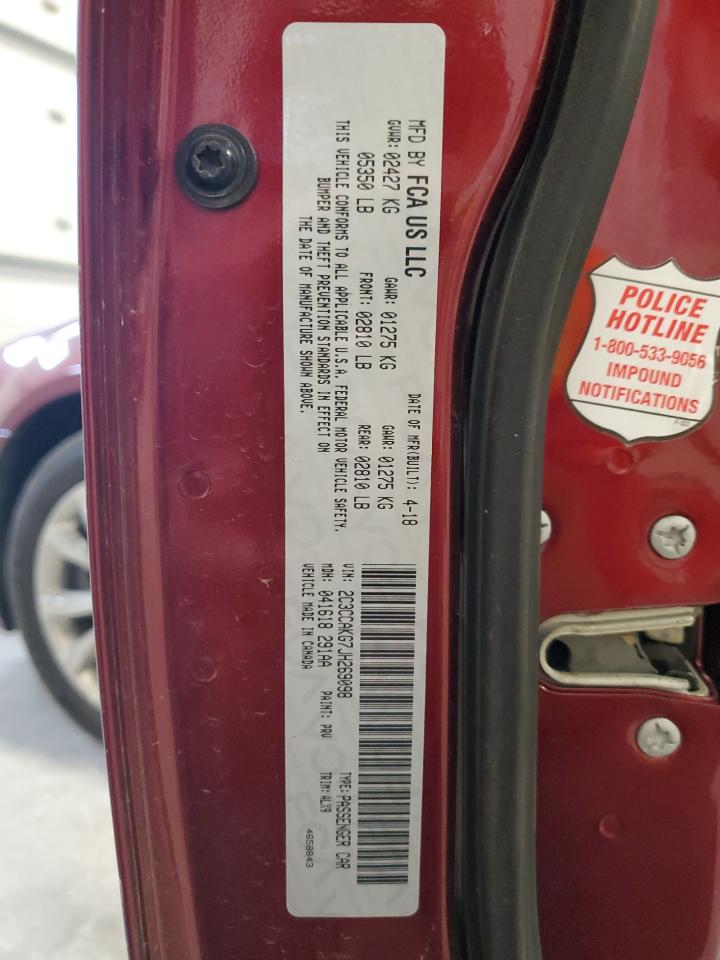 MFD BY FCA US LLC
DATE OF MFR(BUILT): 4-18
GVWR: 02427 KG
GAWR: 01275 KG
GAWR: 01275 KG
05350 LB
FRONT: 02810 LB
REAR: 02810 LB
THIS VEHICLE CONFORMS TO ALL APPLICABLE U.S.A. FEDERAL MOTOR VEHICLE SAFETY,
BUMPER AND THEFT PREVENTION STANDARDS IN EFFECT ON
THE DATE OF MANUFACTURE SHOWN ABOVE.
VIN: 2C3CCAKG7JH269098
TYPE: PASSENGER CAR
MDH: 041618 291AA
PAINT: PRV
TRIM: ALX9
VEHICLE MADE IN CANADA
4658843
POLICE
HOTLINE
1-800-533-9056
IMPOUND
NOTIFICATIONS